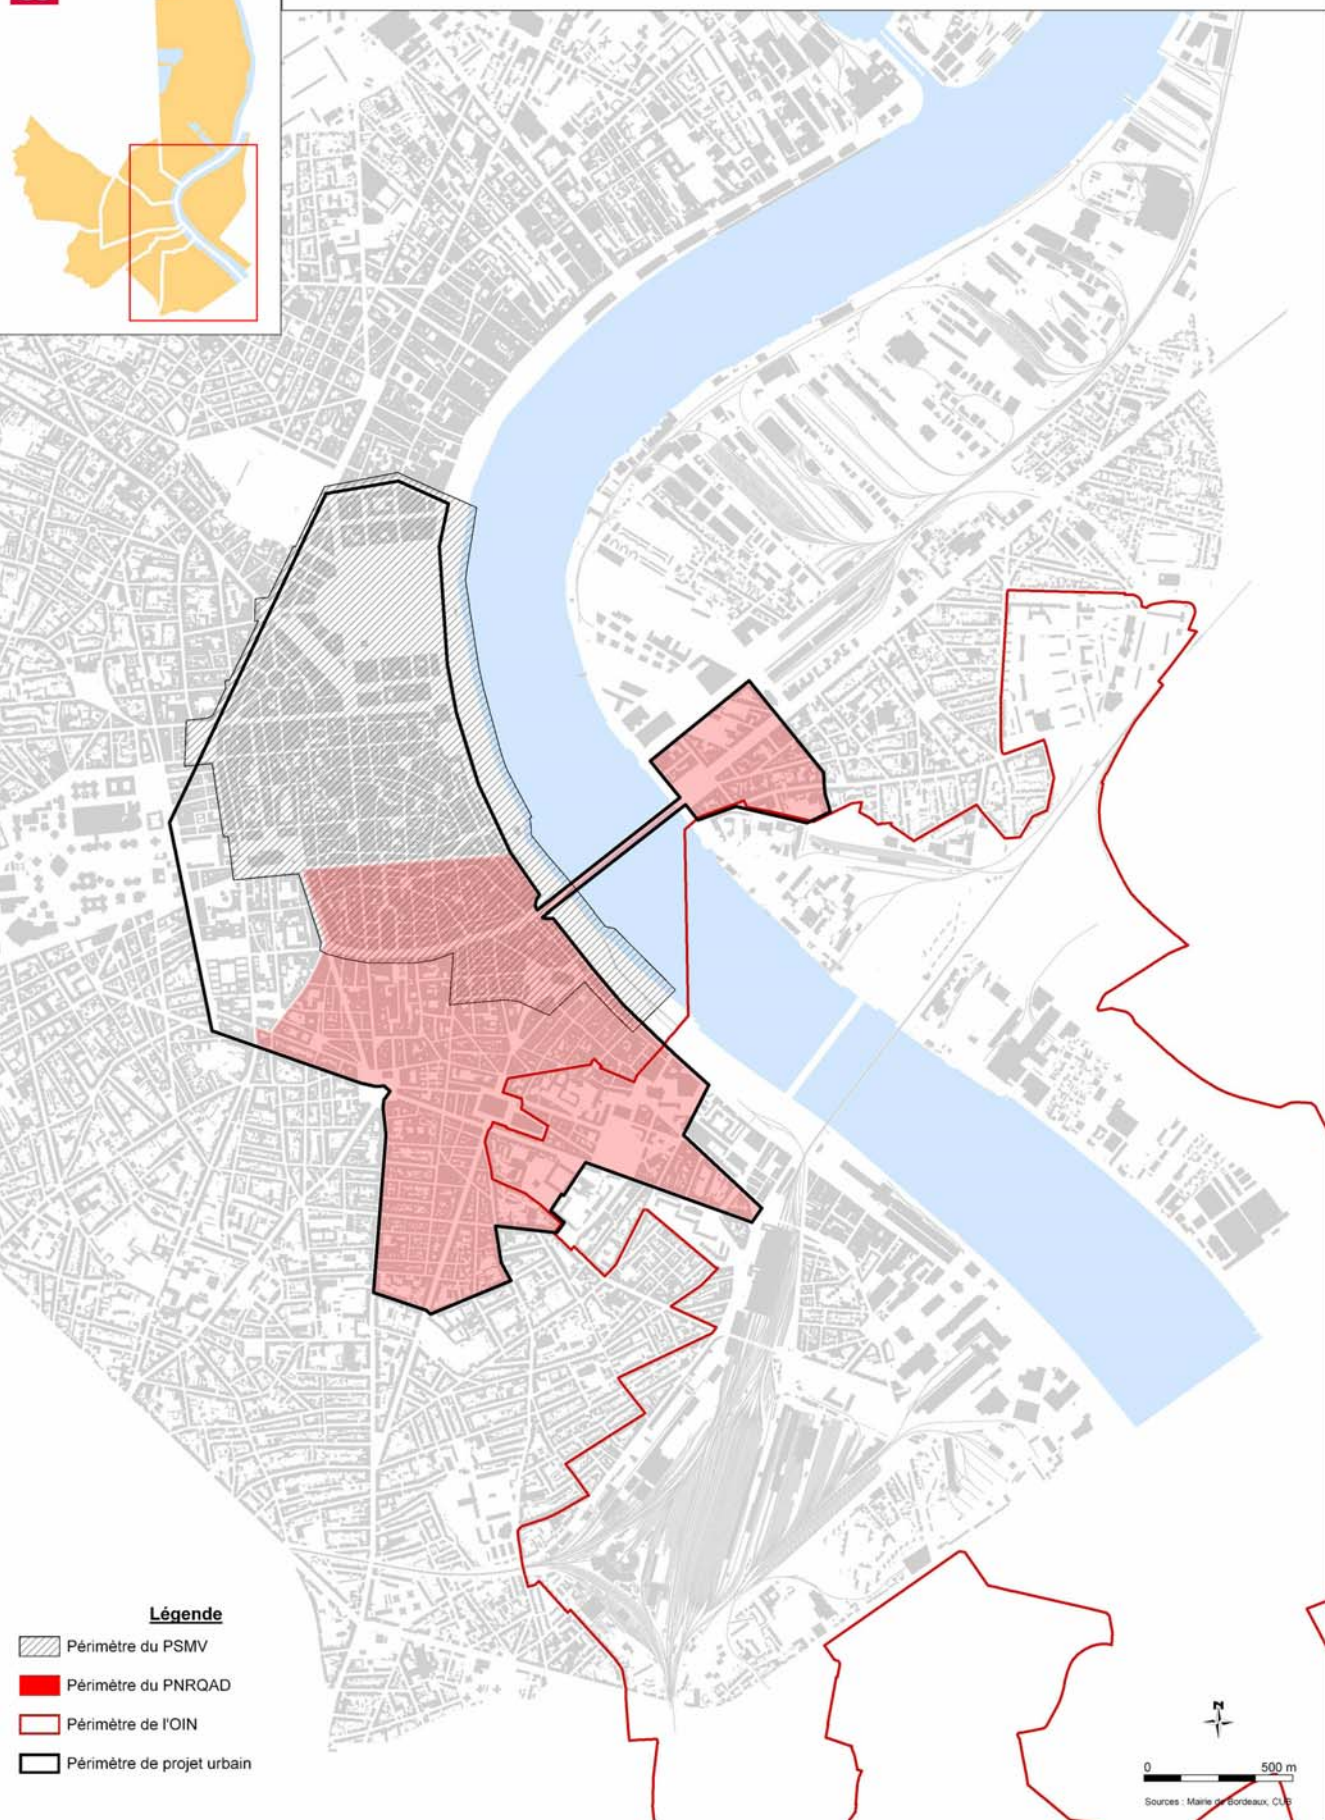 Légende
Périmètre du PSMV
Périmètre du PNRQAD
Périmètre de l'OIN
Périmètre de projet urbain
N
0 500 m
Sources : Mairie de Bordeaux, CUB